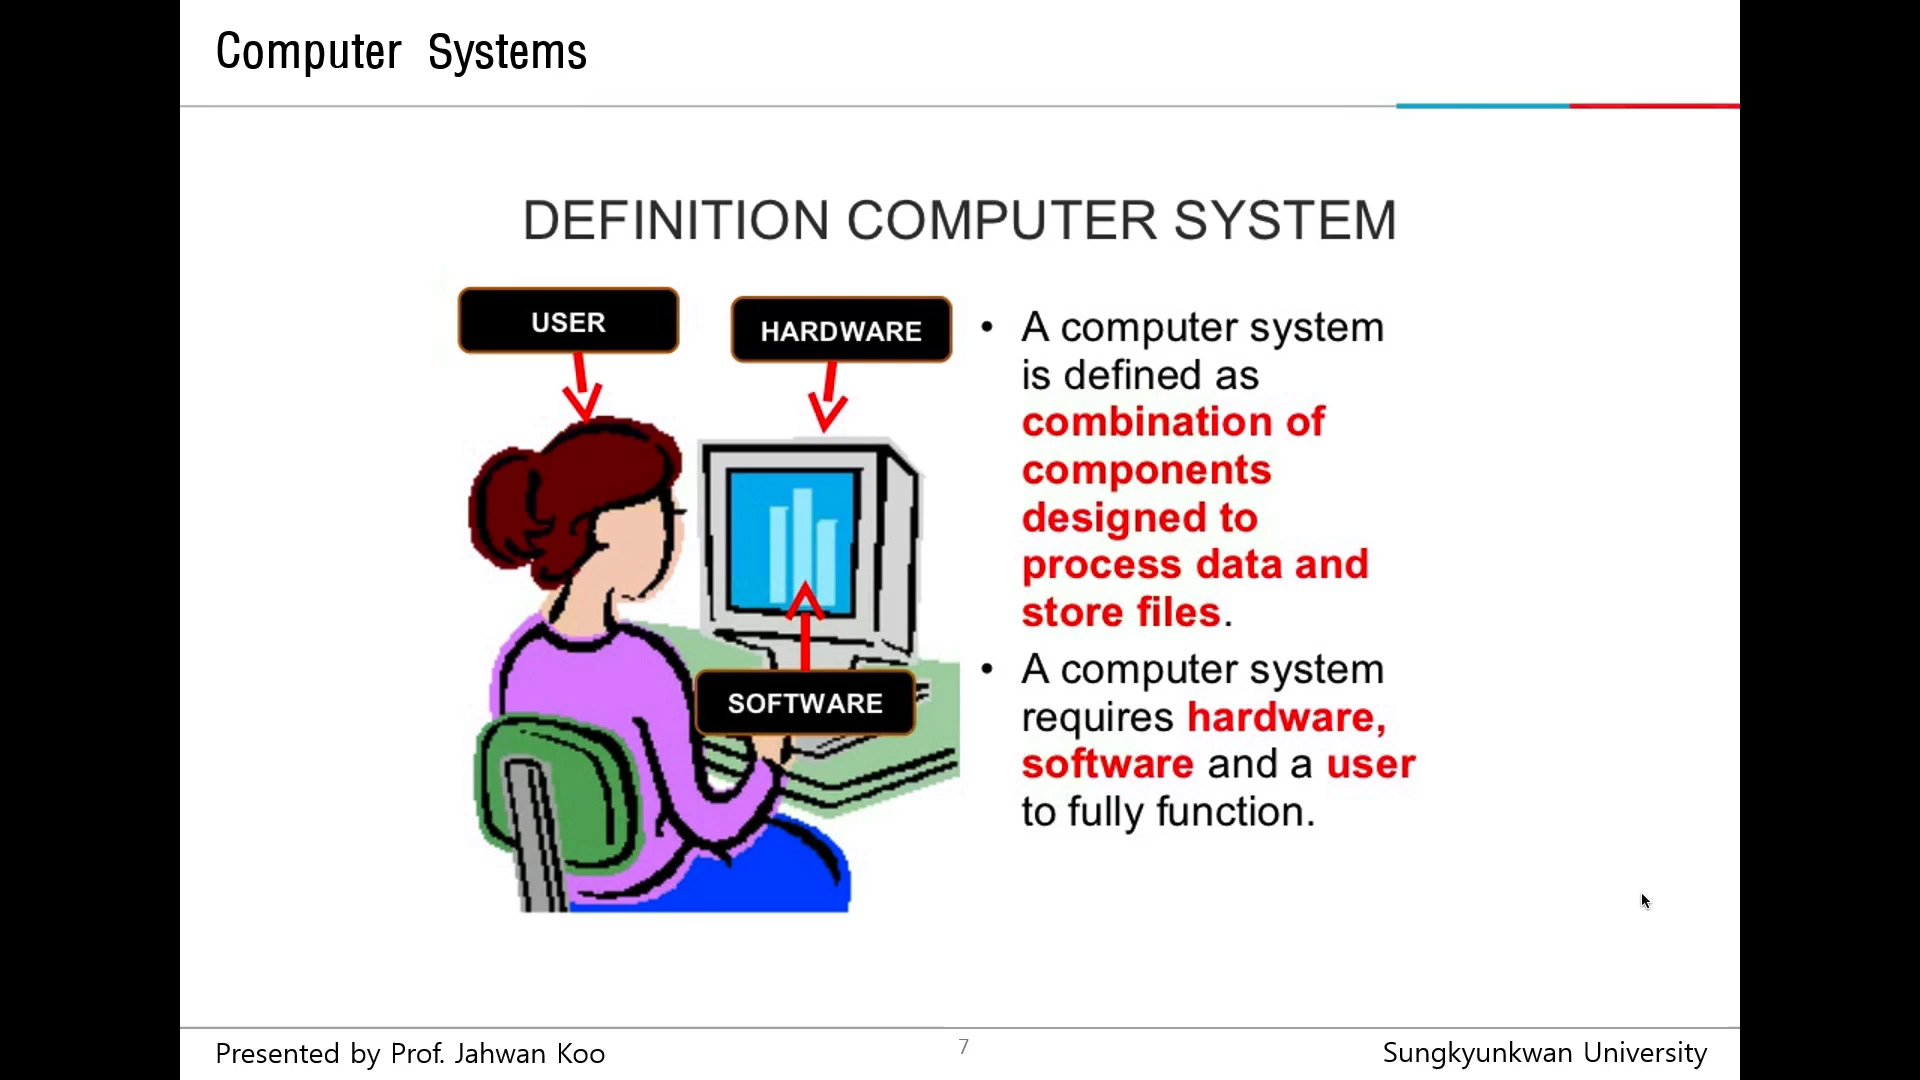 Computer Systems
DEFINITION COMPUTER SYSTEM
USER
HARDWARE
SOFTWARE
• A computer system
is defined as
combination of
components
designed to
process data and
store files.
• A computer system
requires hardware,
software and a user
to fully function.
Presented by Prof. Jahwan Koo
7
Sungkyunkwan University